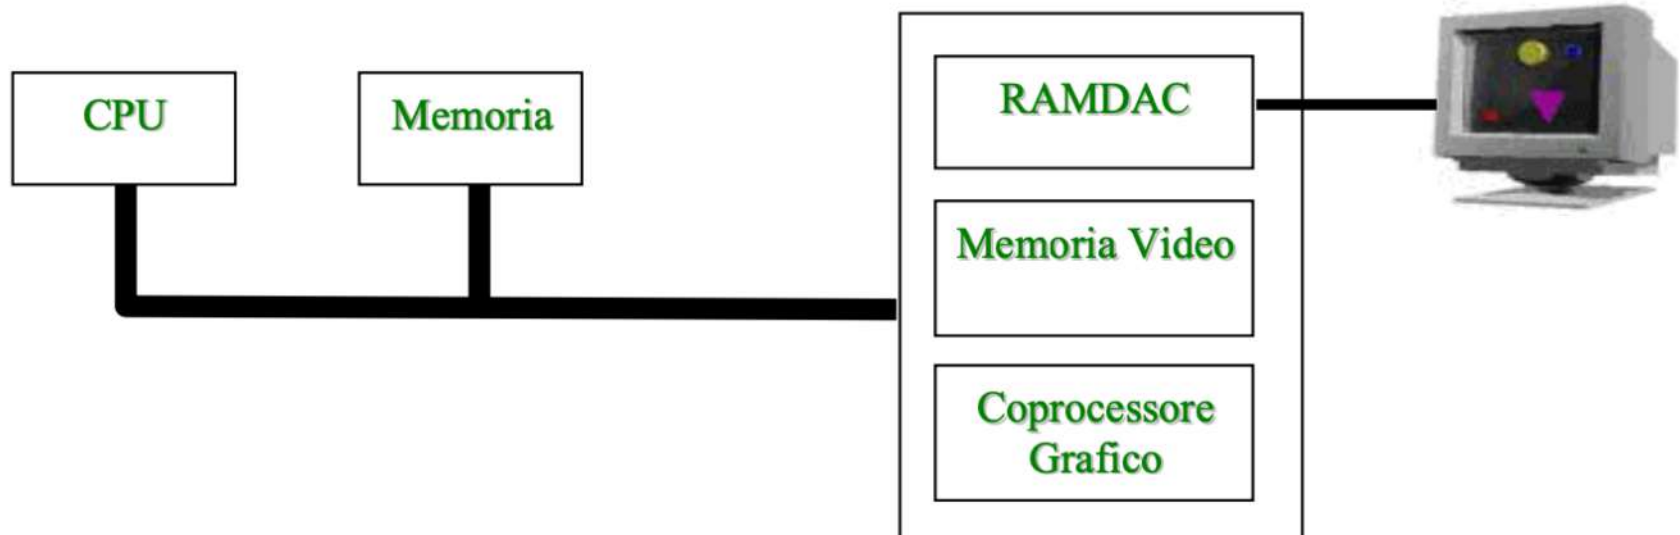 CPU
Memoria
RAMDAC
Memoria Video
Coprocessore
Grafico